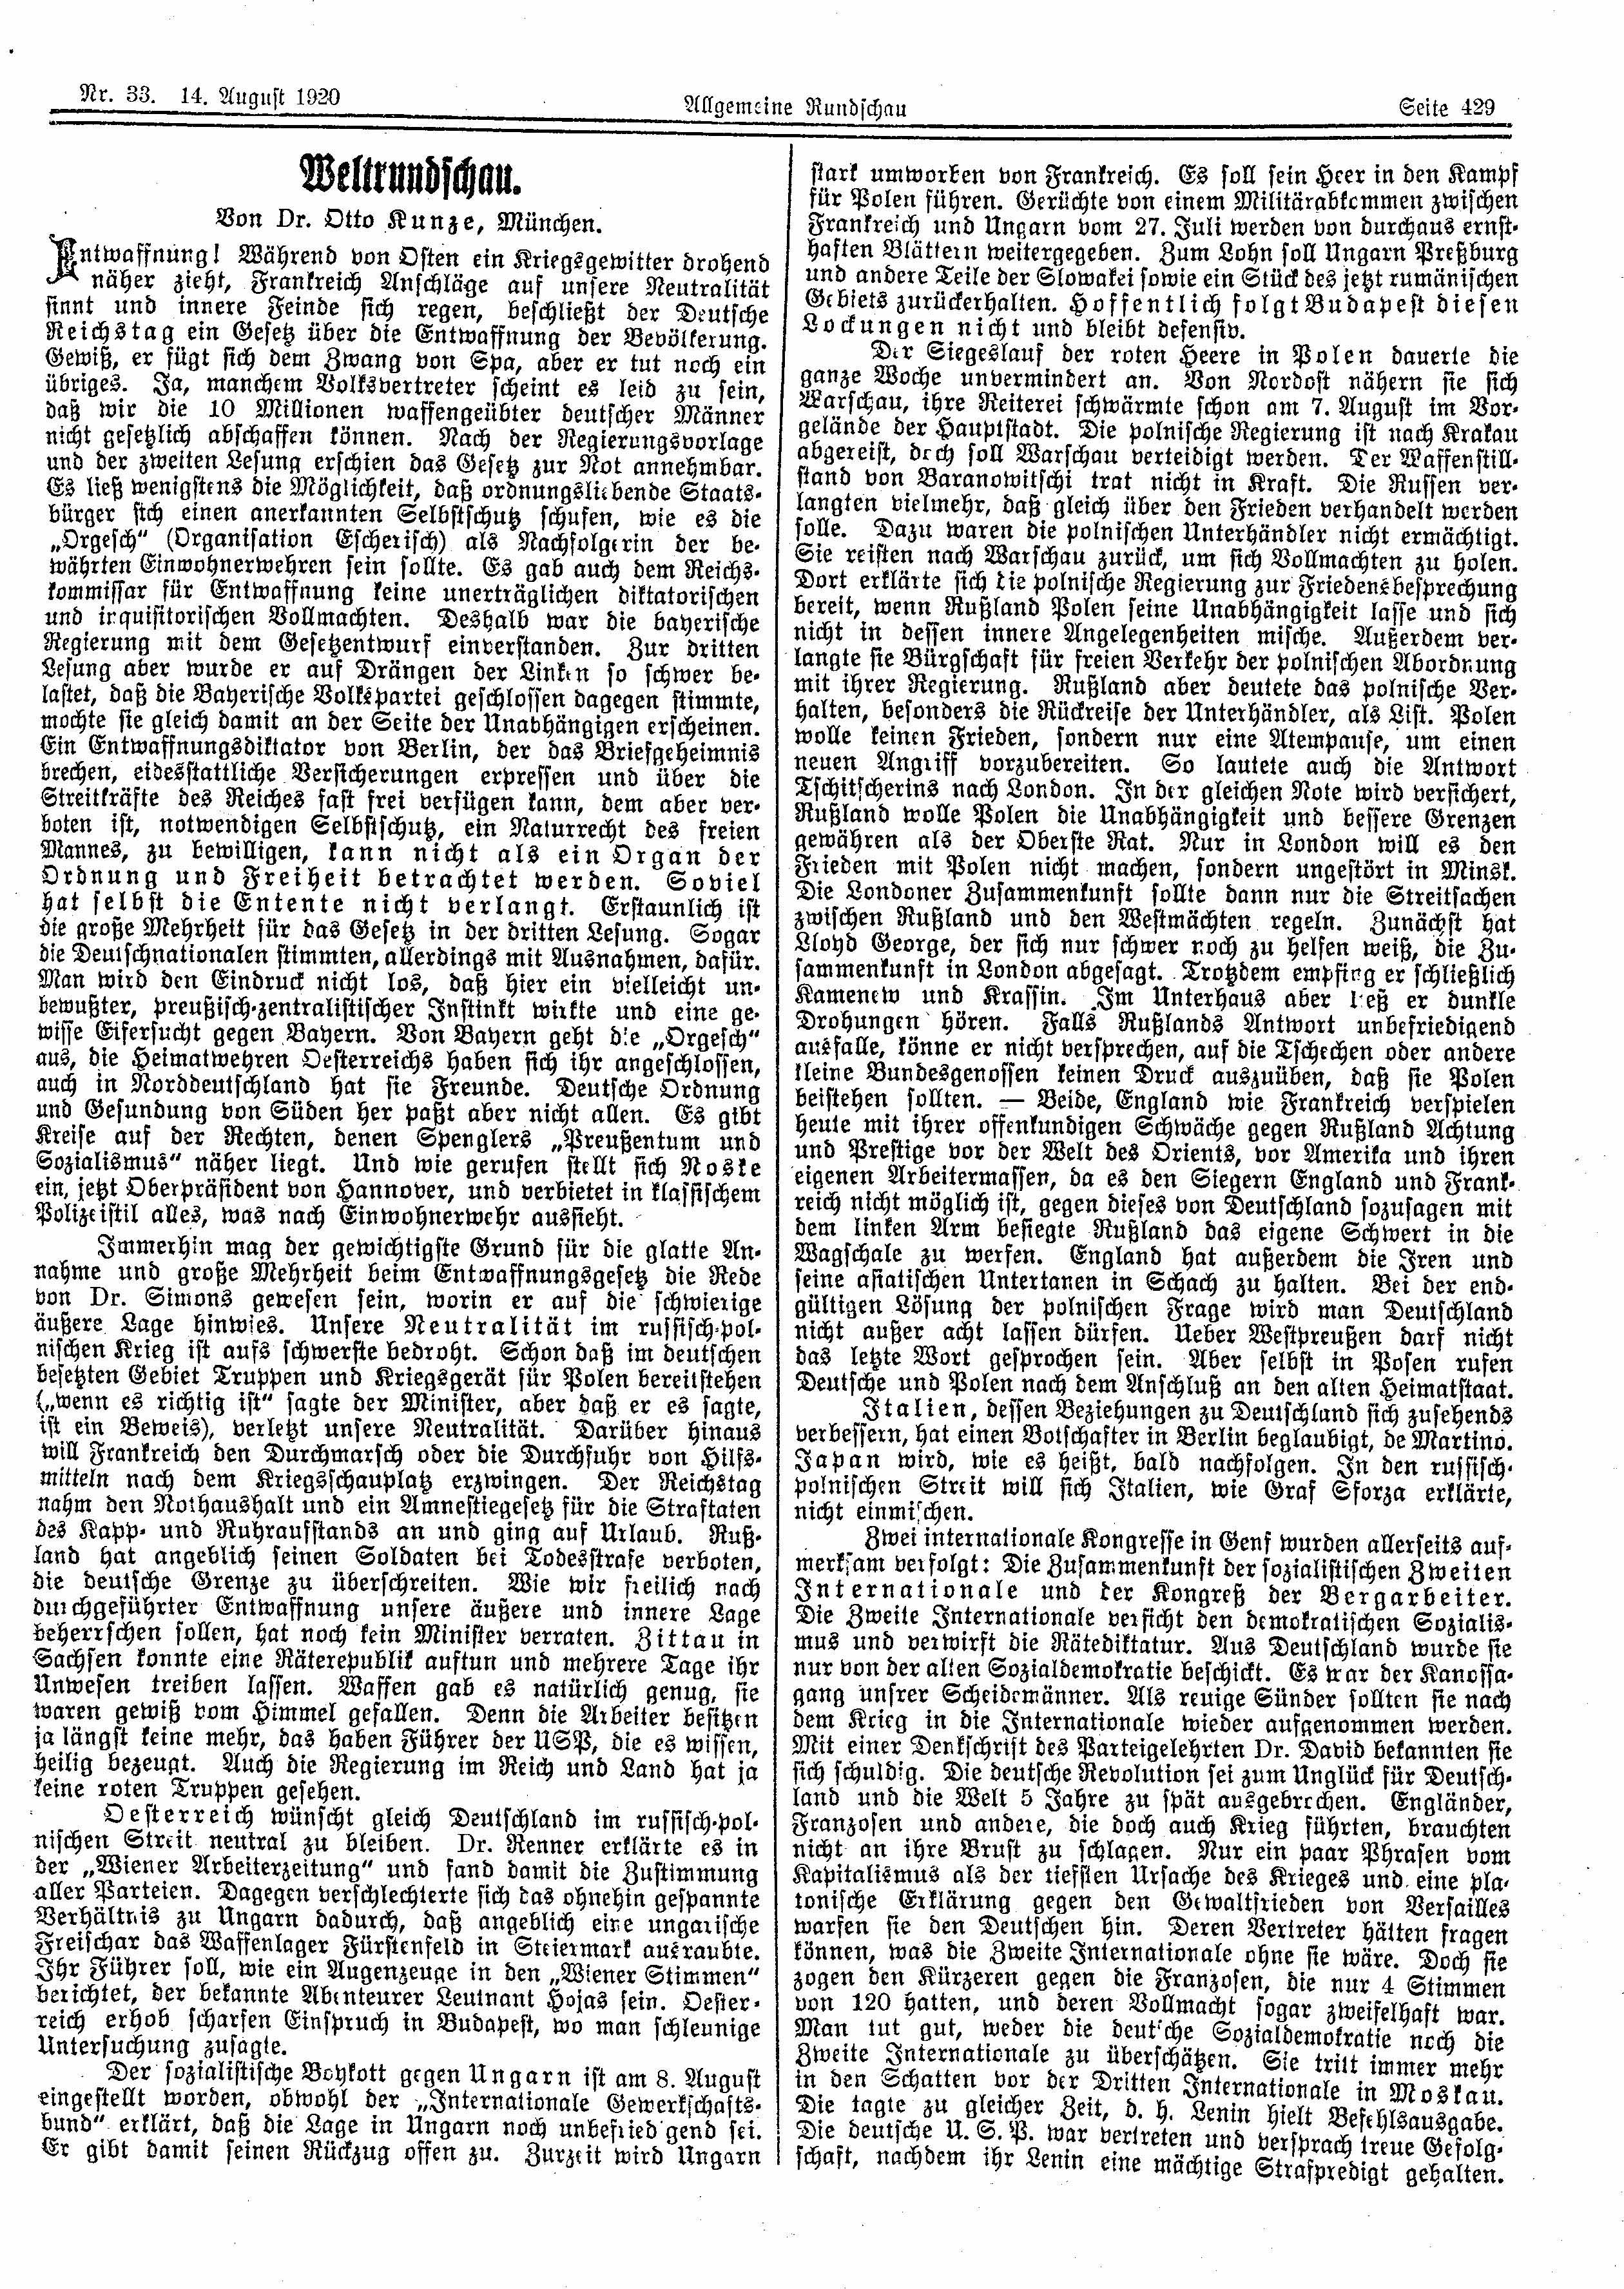 Nr. 33. 14. August 1920
Allgemeine Rundschau
Seite 429
Weltrundschau.
Von Dr. Otto Kunze, München.
Entwaffnung! Während von Osten ein Kriegsgewitter drohend
näher zieht, Frankreich Anschläge auf unsere Neutralität
sinnt und innere Feinde sich regen, beschließt der Deutsche
Reichstag ein Gesetz über die Entwaffnung der Bevölkerung.
Gewiß, er fügt sich dem Zwang von Spa, aber er tut noch ein
übriges. Ja, manchem Volksvertreter scheint es leid zu sein,
daß wir die 10 Millionen waffengeübter deutscher Männer
nicht gesetzlich abschaffen können. Nach der Regierungsvorlage
und der zweiten Lesung erschien das Gesetz zur Not annehmbar.
Es ließ wenigstens die Möglichkeit, daß ordnungsliebende Staats-
bürger sich einen anerkannten Selbstschutz schufen, wie es die
„Orgesch“ (Organisation Escherisch) als Nachfolgerin der be-
währten Einwohnerwehren sein sollte. Es gab auch dem Reichs-
kommissar für Entwaffnung keine unerträglichen diktatorischen
und inquisitorischen Vollmachten. Deshalb war die bayerische
Regierung mit dem Gesetzentwurf einverstanden. Zur dritten
Lesung aber wurde er auf Drängen der Linken so schwer be-
lastet, daß die Bayerische Volkspartei geschlossen dagegen stimmte,
mochte sie gleich damit an der Seite der Unabhängigen erscheinen.
Ein Entwaffnungsdiktator von Berlin, der das Briefgeheimnis
brechen, eidesstattliche Versicherungen erpressen und über die
Streitkräfte des Reiches fast frei verfügen kann, dem aber ver-
boten ist, notwendigen Selbstschutz, ein Naturrecht des freien
Mannes, zu bewilligen, kann nicht als ein Organ der
Ordnung und Freiheit betrachtet werden. Soviel
hat selbst die Entente nicht verlangt. Erstaunlich ist
die große Mehrheit für das Gesetz in der dritten Lesung. Sogar
die Deutschnationalen stimmten, allerdings mit Ausnahmen, dafür.
Man wird den Eindruck nicht los, daß hier ein vielleicht un-
bewußter, preußisch-zentralistischer Instinkt wirkte und eine ge-
wisse Eifersucht gegen Bayern. Von Bayern geht die „Orgesch“
aus, die Heimatwehren Oesterreichs haben sich ihr angeschlossen,
auch in Norddeutschland hat sie Freunde. Deutsche Ordnung
und Gesundung von Süden her paßt aber nicht allen. Es gibt
Kreise auf der Rechten, denen Spenglers „Preußentum und
Sozialismus“ näher liegt. Und wie gerufen stellt sich Noske
ein, jetzt Oberpräsident von Hannover, und verbietet in klassischem
Polizeistil alles, was nach Einwohnerwehr aussieht.
Immerhin mag der gewichtigste Grund für die glatte An-
nahme und große Mehrheit beim Entwaffnungsgesetz die Rede
von Dr. Simons gewesen sein, worin er auf die schwierige
äußere Lage hinwies. Unsere Neutralität im russisch-pol-
nischen Krieg ist aufs schwerste bedroht. Schon daß im deutschen
besetzten Gebiet Truppen und Kriegsgerät für Polen bereitstehen
(„wenn es richtig ist“ sagte der Minister, aber daß er es sagte,
ist ein Beweis), verletzt unsere Neutralität. Darüber hinaus
will Frankreich den Durchmarsch oder die Durchfuhr von Hilfs-
mitteln nach dem Kriegsschauplatz erzwingen. Der Reichstag
nahm den Nothaushalt und ein Amnestiegesetz für die Straftaten
des Kapp- und Ruhraufstands an und ging auf Urlaub. Ruß-
land hat angeblich seinen Soldaten bei Todesstrafe verboten,
die deutsche Grenze zu überschreiten. Wie wir freilich nach
durchgeführter Entwaffnung unsere äußere und innere Lage
beherrschen sollen, hat noch kein Minister verraten. Zittau in
Sachsen konnte eine Räterepublik auftun und mehrere Tage ihr
Unwesen treiben lassen. Waffen gab es natürlich genug, sie
waren gewiß vom Himmel gefallen. Denn die Arbeiter besitzen
ja längst keine mehr, das haben Führer der USP, die es wissen,
heilig bezeugt. Auch die Regierung im Reich und Land hat ja
keine roten Truppen gesehen.
Oesterreich wünscht gleich Deutschland im russisch-pol-
nischen Streit neutral zu bleiben. Dr. Renner erklärte es in
der „Wiener Arbeiterzeitung“ und fand damit die Zustimmung
aller Parteien. Dagegen verschlechterte sich das ohnehin gespannte
Verhältnis zu Ungarn dadurch, daß angeblich eine ungarische
Freischar das Waffenlager Fürstenfeld in Steiermark ausraubte.
Ihr Führer soll, wie ein Augenzeuge in den „Wiener Stimmen“
berichtet, der bekannte Abenteurer Leutnant Hojas sein. Oester-
reich erhob scharfen Einspruch in Budapest, wo man schleunige
Untersuchung zusagte.
Der sozialistische Boykott gegen Ungarn ist am 8. August
eingestellt worden, obwohl der „Internationale Gewerkschafts-
bund“ erklärt, daß die Lage in Ungarn noch unbefriedigend sei.
Er gibt damit seinen Rückzug offen zu. Zurzeit wird Ungarn
stark umworben von Frankreich. Es soll sein Heer in den Kampf
für Polen führen. Gerüchte von einem Militärabkommen zwischen
Frankreich und Ungarn vom 27. Juli werden von durchaus ernst-
haften Blättern weitergegeben. Zum Lohn soll Ungarn Preßburg
und andere Teile der Slowakei sowie ein Stück des jetzt rumänischen
Gebiets zurückerhalten. Hoffentlich folgt Budapest diesen
Lockungen nicht und bleibt defensiv.
Der Siegeslauf der roten Heere in Polen dauerte die
ganze Woche unvermindert an. Von Nordost nähern sie sich
Warschau, ihre Reiterei schwärmte schon am 7. August im Vor-
gelände der Hauptstadt. Die polnische Regierung ist nach Krakau
abgereist, doch soll Warschau verteidigt werden. Der Waffenstill-
stand von Baranowitschi trat nicht in Kraft. Die Russen ver-
langten vielmehr, daß gleich über den Frieden verhandelt werden
solle. Dazu waren die polnischen Unterhändler nicht ermächtigt.
Sie reisten nach Warschau zurück, um sich Vollmachten zu holen.
Dort erklärte sich die polnische Regierung zur Friedensbesprechung
bereit, wenn Rußland Polen seine Unabhängigkeit lasse und sich
nicht in dessen innere Angelegenheiten mische. Außerdem ver-
langte sie Bürgschaft für freien Verkehr der polnischen Abordnung
mit ihrer Regierung. Rußland aber deutete das polnische Ver-
halten, besonders die Rückreise der Unterhändler, als List. Polen
wolle keinen Frieden, sondern nur eine Atempause, um einen
neuen Angriff vorzubereiten. So lautete auch die Antwort
Tschitscherins nach London. In der gleichen Note wird versichert,
Rußland wolle Polen die Unabhängigkeit und bessere Grenzen
gewähren als der Oberste Rat. Nur in London will es den
Frieden mit Polen nicht machen, sondern ungestört in Minsk.
Die Londoner Zusammenkunft sollte dann nur die Streitsachen
zwischen Rußland und den Westmächten regeln. Zunächst hat
Lloyd George, der sich nur schwer noch zu helfen weiß, die Zu-
sammenkunft in London abgesagt. Trotzdem empfing er schließlich
Kamenew und Krassin. Im Unterhaus aber ließ er dunkle
Drohungen hören. Falls Rußlands Antwort unbefriedigend
ausfalle, könne er nicht versprechen, auf die Tschechen oder andere
kleine Bundesgenossen keinen Druck auszuüben, daß sie Polen
beistehen sollten. — Beide, England wie Frankreich verspielen
heute mit ihrer offenkundigen Schwäche gegen Rußland Achtung
und Prestige vor der Welt des Orients, vor Amerika und ihren
eigenen Arbeitermassen, da es den Siegern England und Frank-
reich nicht möglich ist, gegen dieses von Deutschland sozusagen mit
dem linken Arm besiegte Rußland das eigene Schwert in die
Wagschale zu werfen. England hat außerdem die Iren und
seine asiatischen Untertanen in Schach zu halten. Bei der end-
gültigen Lösung der polnischen Frage wird man Deutschland
nicht außer acht lassen dürfen. Ueber Westpreußen darf nicht
das letzte Wort gesprochen sein. Aber selbst in Posen rufen
Deutsche und Polen nach dem Anschluß an den alten Heimatstaat.
Italien, dessen Beziehungen zu Deutschland sich zusehends
verbessern, hat einen Botschafter in Berlin beglaubigt, de Martino.
Japan wird, wie es heißt, bald nachfolgen. In den russisch-
polnischen Streit will sich Italien, wie Graf Sforza erklärte,
nicht einmischen.
Zwei internationale Kongresse in Genf wurden allerseits auf-
merksam verfolgt: Die Zusammenkunft der sozialistischen Zweiten
Internationale und der Kongreß der Bergarbeiter.
Die Zweite Internationale verficht den demokratischen Sozialis-
mus und verwirft die Rätediktatur. Aus Deutschland wurde sie
nur von der alten Sozialdemokratie beschickt. Es war der Kanossa-
gang unsrer Scheidemänner. Als reuige Sünder sollten sie nach
dem Krieg in die Internationale wieder aufgenommen werden.
Mit einer Denkschrift des Parteigelehrten Dr. David bekannten sie
sich schuldig. Die deutsche Revolution sei zum Unglück für Deutsch-
land und die Welt 5 Jahre zu spät ausgebrochen. Engländer,
Franzosen und andere, die doch auch Krieg führten, brauchten
nicht an ihre Brust zu schlagen. Nur ein paar Phrasen vom
Kapitalismus als der tiefsten Ursache des Krieges und eine pla-
tonische Erklärung gegen den Gewaltfrieden von Versailles
warfen sie den Deutschen hin. Deren Vertreter hätten fragen
können, was die Zweite Internationale ohne sie wäre. Doch sie
zogen den Kürzeren gegen die Franzosen, die nur 4 Stimmen
von 120 hatten, und deren Vollmacht sogar zweifelhaft war.
Man tut gut, weder die deutsche Sozialdemokratie noch die
Zweite Internationale zu überschätzen. Sie tritt immer mehr
in den Schatten vor der Dritten Internationale in Moskau.
Die tagte zu gleicher Zeit, d. h. Lenin hielt Befehlsausgabe.
Die deutsche U. S. P. war vertreten und versprach treue Gefolg-
schaft, nachdem ihr Lenin eine mächtige Strafpredigt gehalten.